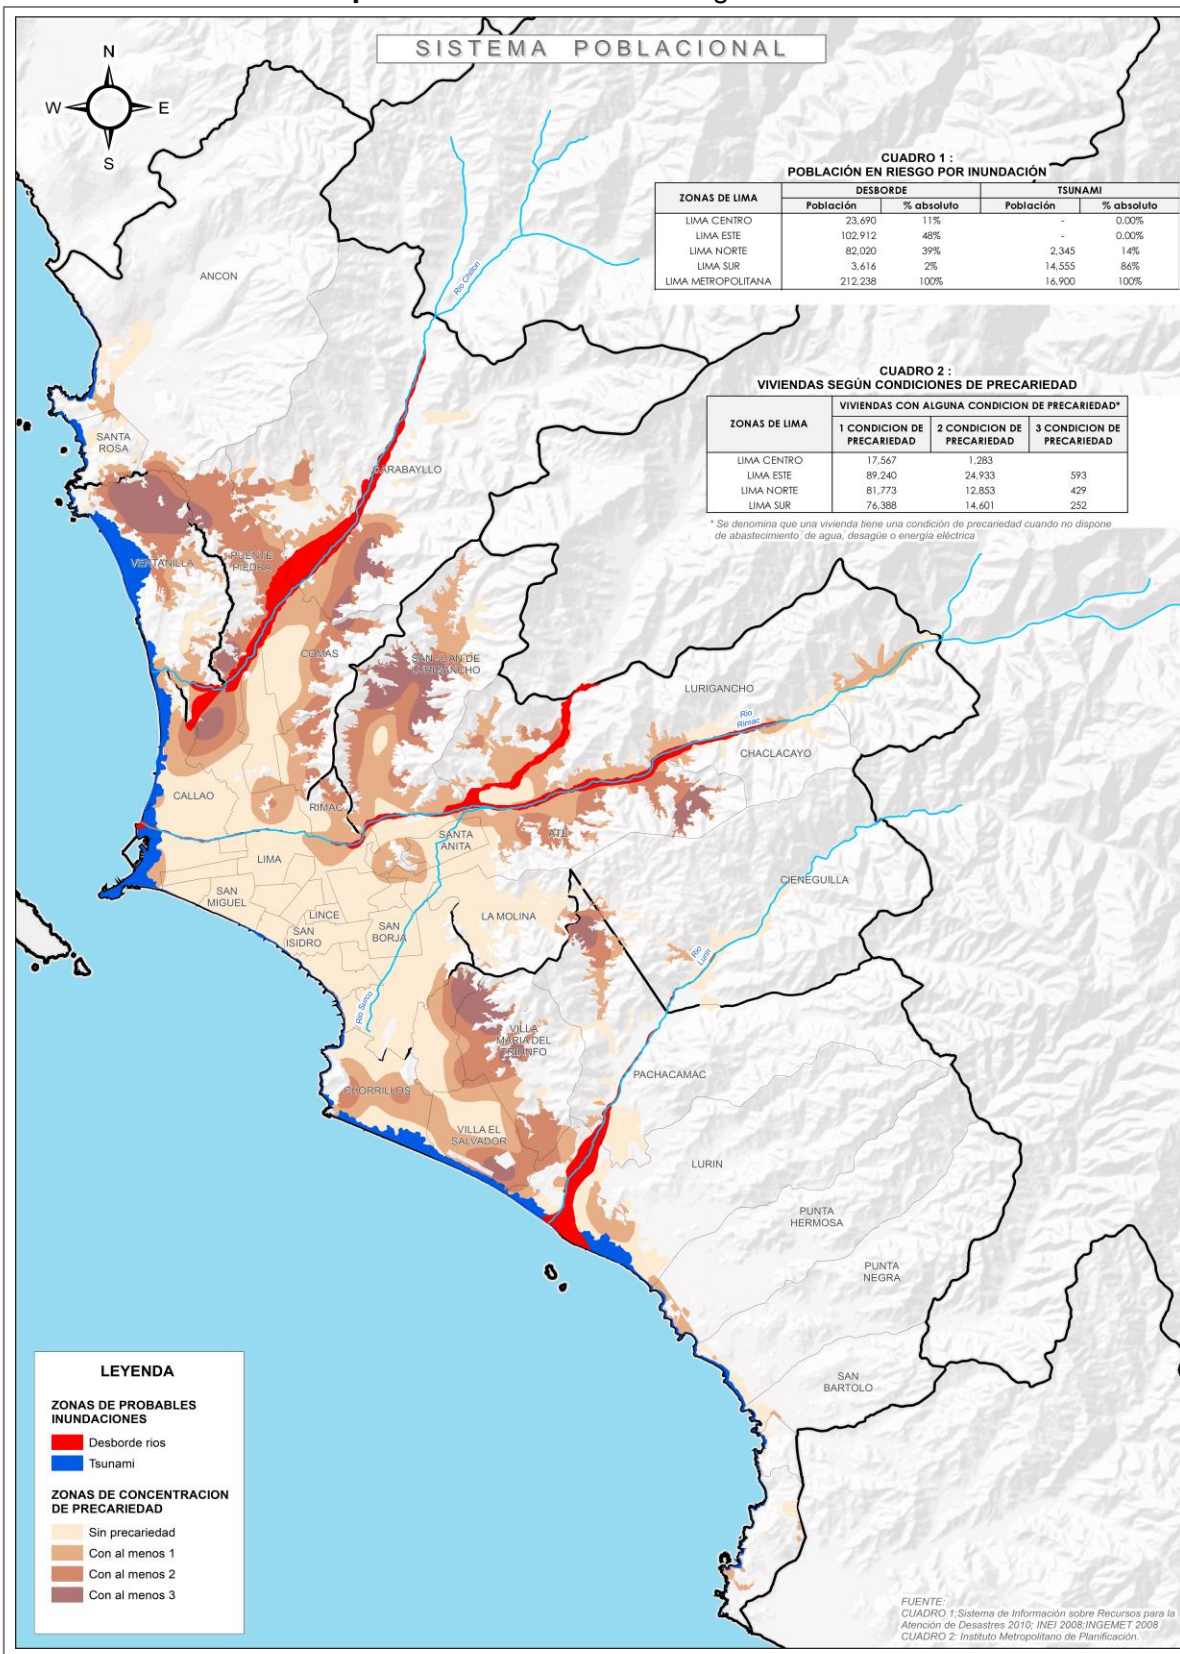 SISTEMA POBLACIONAL
N
W
E
S
CUADRO 1 :
POBLACIÓN EN RIESGO POR INUNDACIÓN
ZONAS DE LIMA DESBORDE TSUNAMI
Población % absoluto Población % absoluto
LIMA CENTRO 23,690 11% - 0.00%
LIMA ESTE 102,912 48% - 0.00%
LIMA NORTE 82,020 39% 2,345 14%
LIMA SUR 3,616 2% 14,555 86%
LIMA METROPOLITANA 212,238 100% 16,900 100%
CUADRO 2 :
VIVIENDAS SEGÚN CONDICIONES DE PRECARIEDAD
ZONAS DE LIMA
VIVIENDAS CON ALGUNA CONDICION DE PRECARIEDAD*
1 CONDICION DE PRECARIEDAD
2 CONDICION DE PRECARIEDAD
3 CONDICION DE PRECARIEDAD
LIMA CENTRO 17,567 1,283
LIMA ESTE 89,240 24,933 593
LIMA NORTE 81,773 12,853 429
LIMA SUR 76,388 14,601 252
* Se denomina que una vivienda tiene una condición de precariedad cuando no dispone
de abastecimiento de agua, desagüe o energía eléctrica
ANCON
Rio Chillon
SANTA
ROSA
CARABAYLLO
VENTANILLA
PUENTE
PIEDRA
COMAS
SAN JUAN DE
LURIGANCHO
LURIGANCHO
Rio
Rimac
CHACLACAYO
CALLAO
RIMAC
SANTA
ANITA
ATE
LIMA
CIENEGUILLA
SAN
MIGUEL
LINCE
SAN
ISIDRO
SAN
BORJA
LA MOLINA
Rio
Lurin
Rio Surco
VILLA
MARIA DEL
TRIUNFO
PACHACAMAC
CHORRILLOS
VILLA EL
SALVADOR
LURIN
PUNTA
HERMOSA
PUNTA
NEGRA
SAN
BARTOLO
LEYENDA
ZONAS DE PROBABLES
INUNDACIONES
Desborde rios
Tsunami
ZONAS DE CONCENTRACION
DE PRECARIEDAD
Sin precariedad
Con al menos 1
Con al menos 2
Con al menos 3
FUENTE:
CUADRO 1;Sistema de Información sobre Recursos para la
Atención de Desastres 2010; INEI 2008;INGEMET 2008
CUADRO 2: Instituto Metropolitano de Planificación.